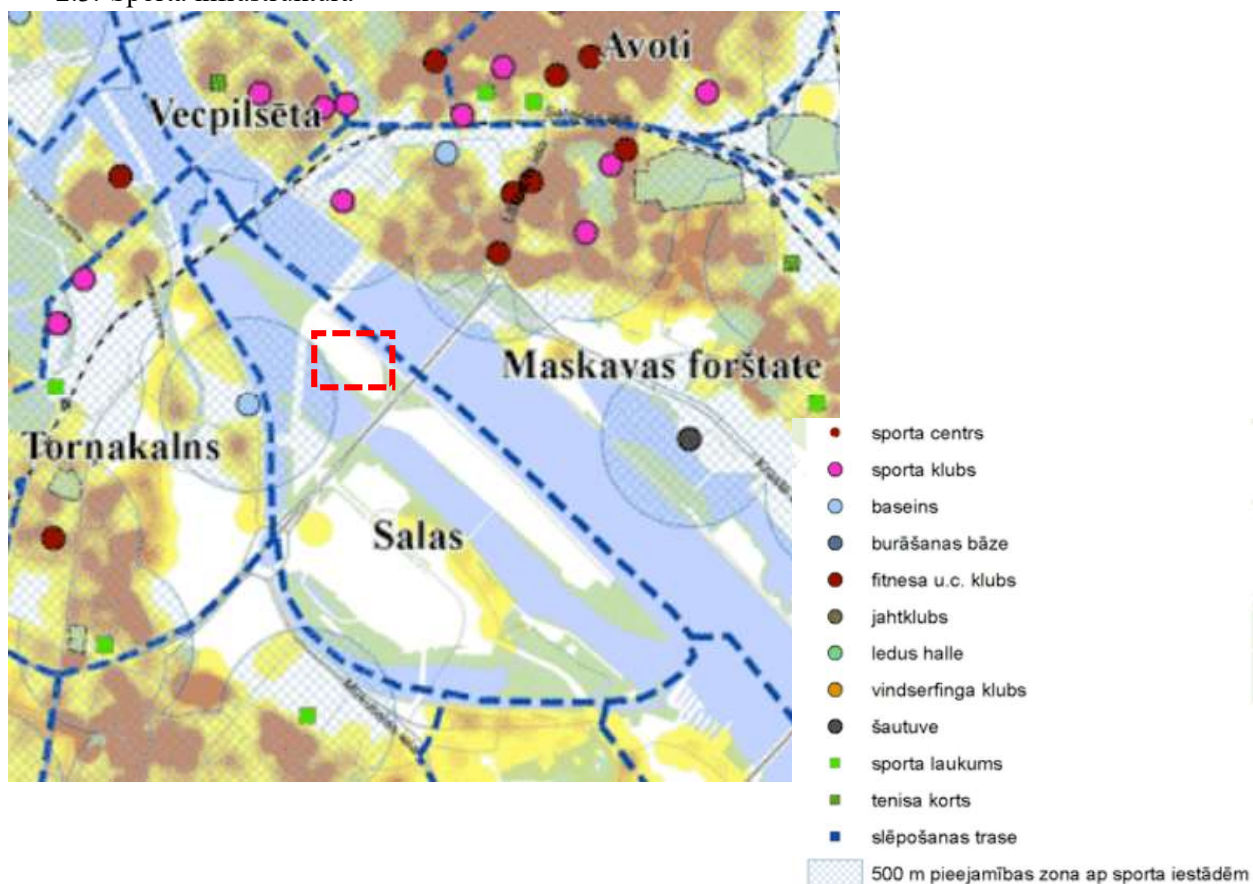 Avoti
Vecpilsēta
Maskavas forštate
Torņakalns
Salas
sporta centrs
sporta klubs
baseins
burāšanas bāze
fitnesa u.c. klubs
jahtklubs
ledus halle
vindserfinga klubs
šautuve
sporta laukums
tenisa korts
slēpošanas trase
500 m pieejamības zona ap sporta iestādēm